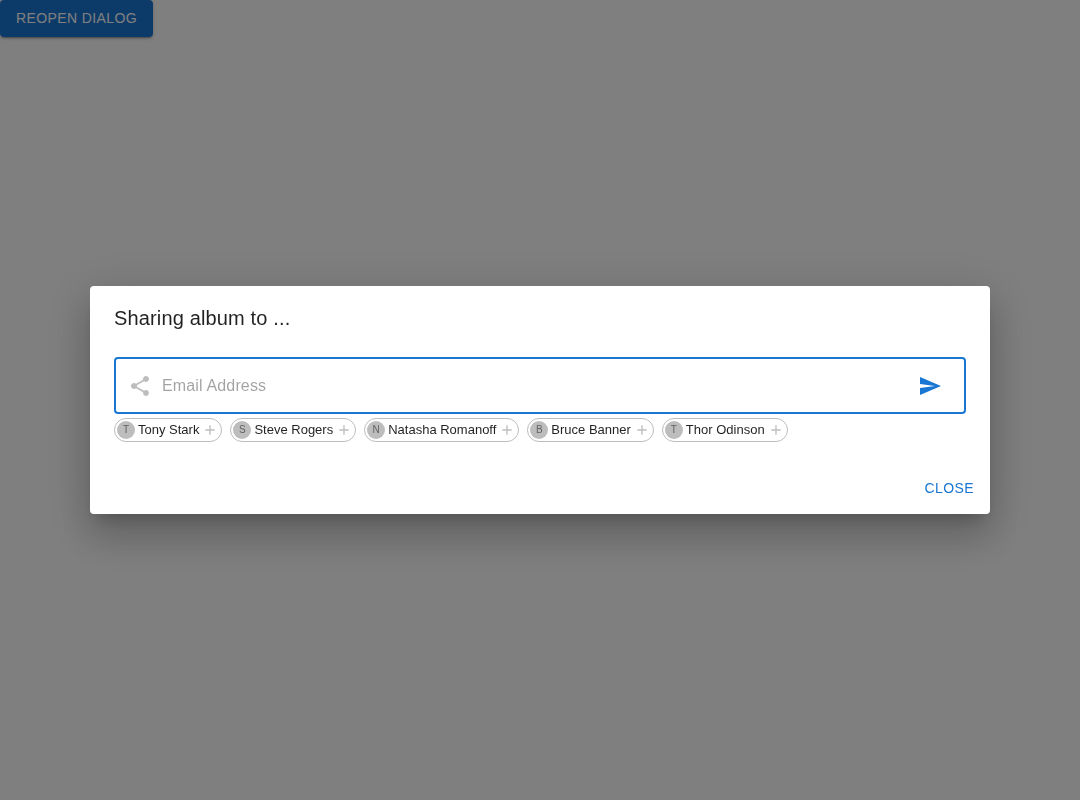 REOPEN DIALOG
Sharing album to ...
Email Address
T Tony Stark S Steve Rogers N Natasha Romanoff B Bruce Banner T Thor Odinson
CLOSE